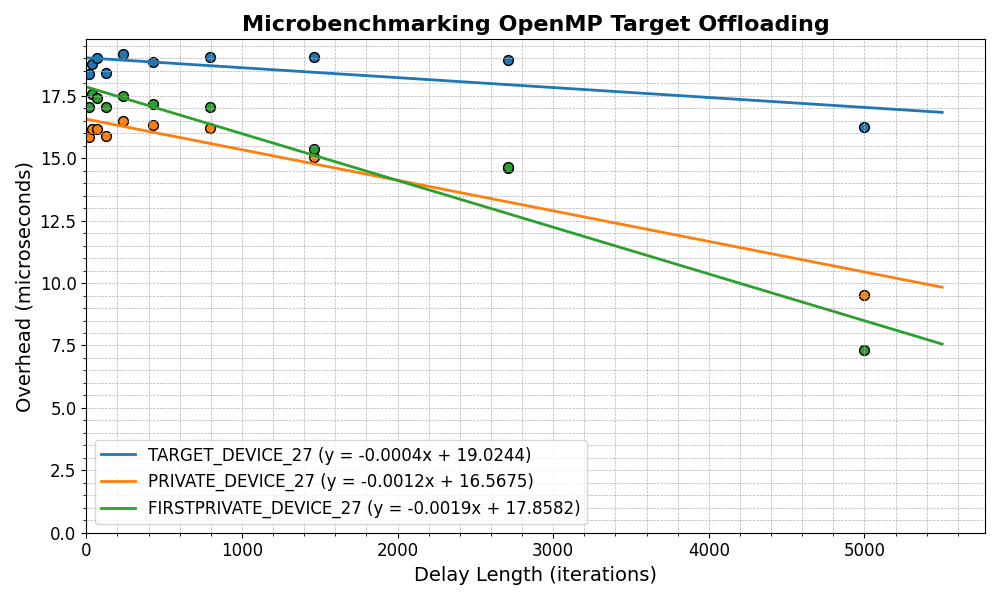 Microbenchmarking OpenMP Target Offloading
Overhead (microseconds)
17.5
15.0
12.5
10.0
7.5
5.0
2.5
0.0
TARGET_DEVICE_27 (y = -0.0004x + 19.0244)
PRIVATE_DEVICE_27 (y = -0.0012x + 16.5675)
FIRSTPRIVATE_DEVICE_27 (y = -0.0019x + 17.8582)
0 1000 2000 3000 4000 5000
Delay Length (iterations)